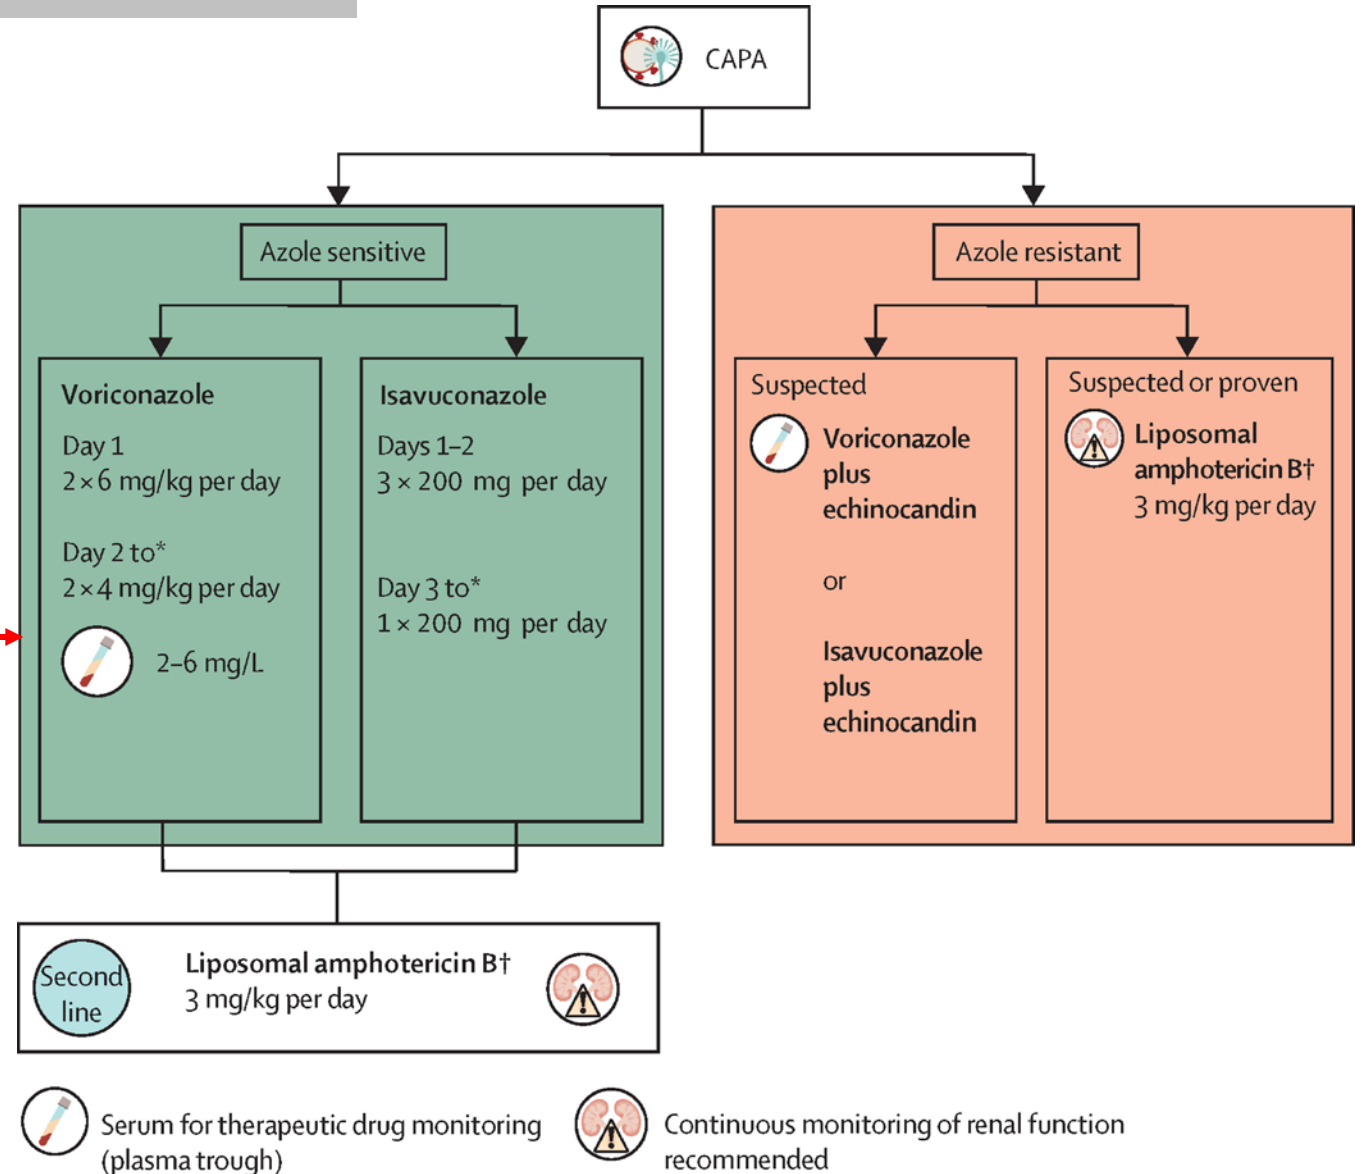 CAPA
Azole sensitive
Voriconazole
Day 1
2×6 mg/kg per day
Day 2 to*
2×4 mg/kg per day
2–6 mg/L
Isavuconazole
Days 1–2
3×200 mg per day
Day 3 to*
1×200 mg per day
Azole resistant
Suspected
Voriconazole
plus
echinocandin
or
Isavuconazole
plus
echinocandin
Suspected or proven
Liposomal
amphotericin B†
3 mg/kg per day
Second
line
Liposomal amphotericin B†
3 mg/kg per day
Serum for therapeutic drug monitoring
(plasma trough)
Continuous monitoring of renal function
recommended